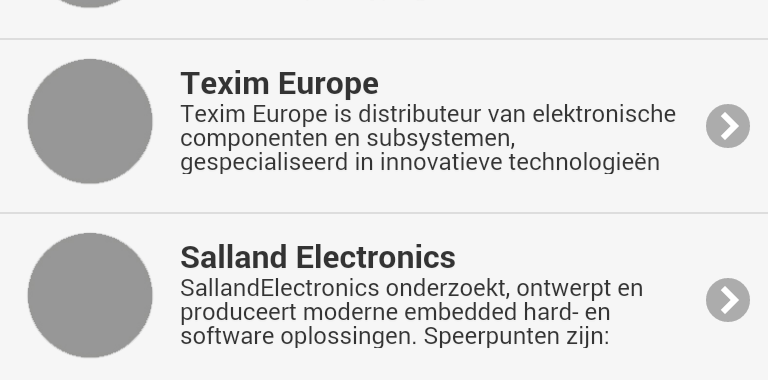 Texim Europe
Texim Europe is distributeur van elektronische
componenten en subsystemen,
gespecialiseerd in innovatieve technologieën
Salland Electronics
SallandElectronics onderzoekt, ontwerpt en
produceert moderne embedded hard- en
software oplossingen. Speerpunten zijn: